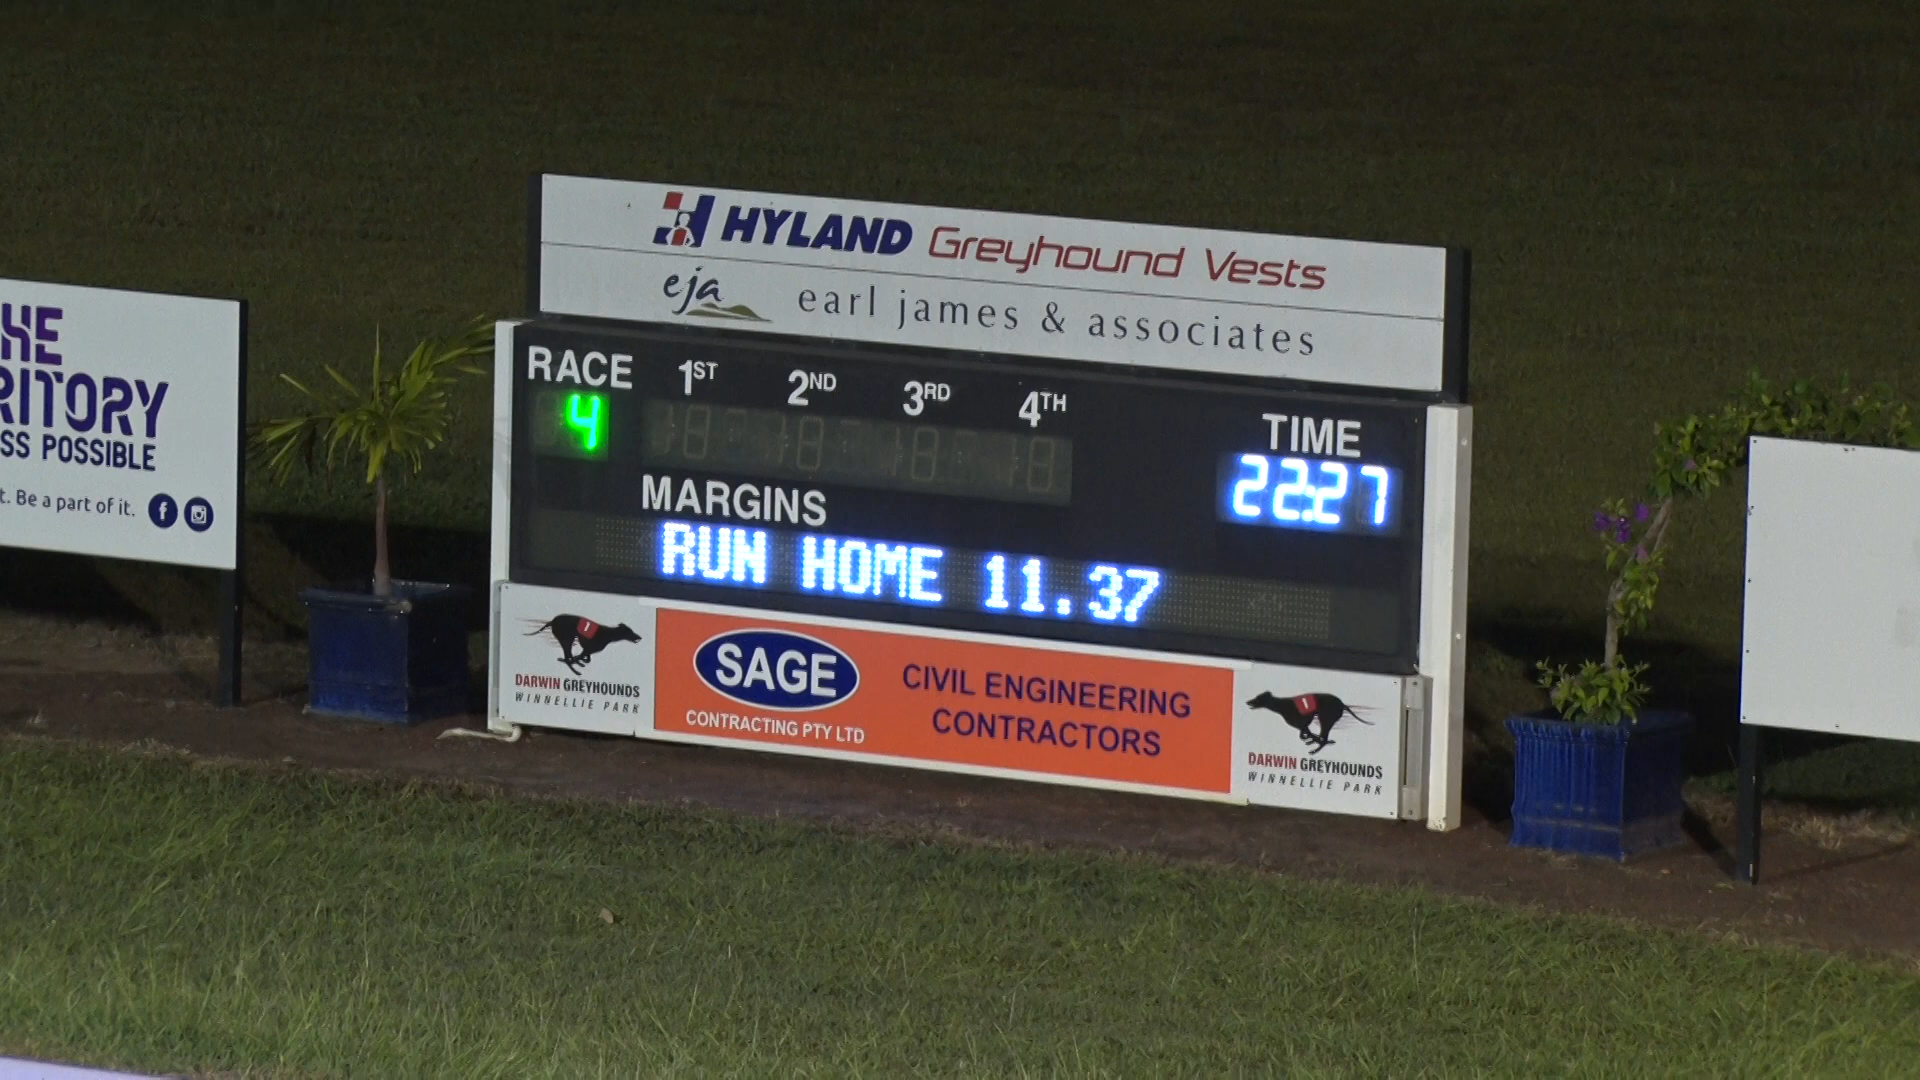 HYLAND Greyhound Vests
eja earl james & associates
RACE 1ST 2ND 3RD 4TH TIME
4 22:27
MARGINS
RUN HOME 11.37
SAGE
CONTRACTING PTY LTD
CIVIL ENGINEERING
CONTRACTORS
1
DARWIN GREYHOUNDS
WINNELLIE PARK
1
DARWIN GREYHOUNDS
WINNELLIE PARK
HE
RITORY
SS POSSIBLE
t. Be a part of it.